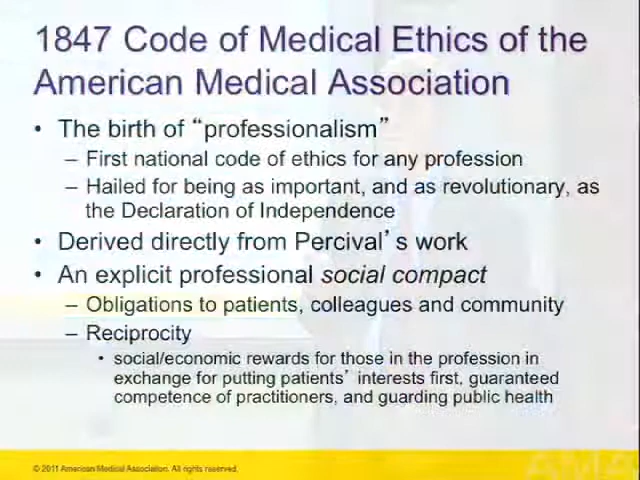 1847 Code of Medical Ethics of the
American Medical Association
• The birth of “professionalism”
– First national code of ethics for any profession
– Hailed for being as important, and as revolutionary, as
the Declaration of Independence
• Derived directly from Percival’s work
• An explicit professional social compact
– Obligations to patients, colleagues and community
– Reciprocity
• social/economic rewards for those in the profession in
exchange for putting patients’ interests first, guaranteed
competence of practitioners, and guarding public health
© 2011 American Medical Association. All rights reserved.
AMA